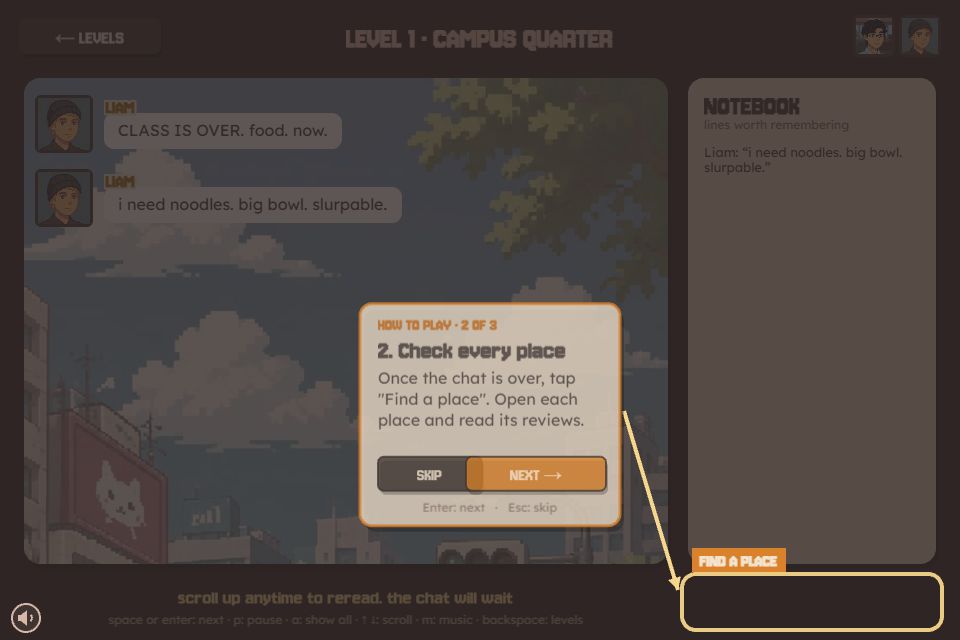 ← LEVELS
LEVEL 1 · CAMPUS QUARTER
LIAM
CLASS IS OVER. food. now.
LIAM
i need noodles. big bowl. slurpable.
NOTEBOOK
lines worth remembering
Liam: “i need noodles. big bowl.
slurpable.”
HOW TO PLAY · 2 OF 3
2. Check every place
Once the chat is over, tap
"Find a place". Open each
place and read its reviews.
SKIP
NEXT →
Enter: next · Esc: skip
FIND A PLACE
scroll up anytime to reread. the chat will wait
space or enter: next · p: pause · a: show all · ↑ ↓: scroll · m: music · backspace: levels